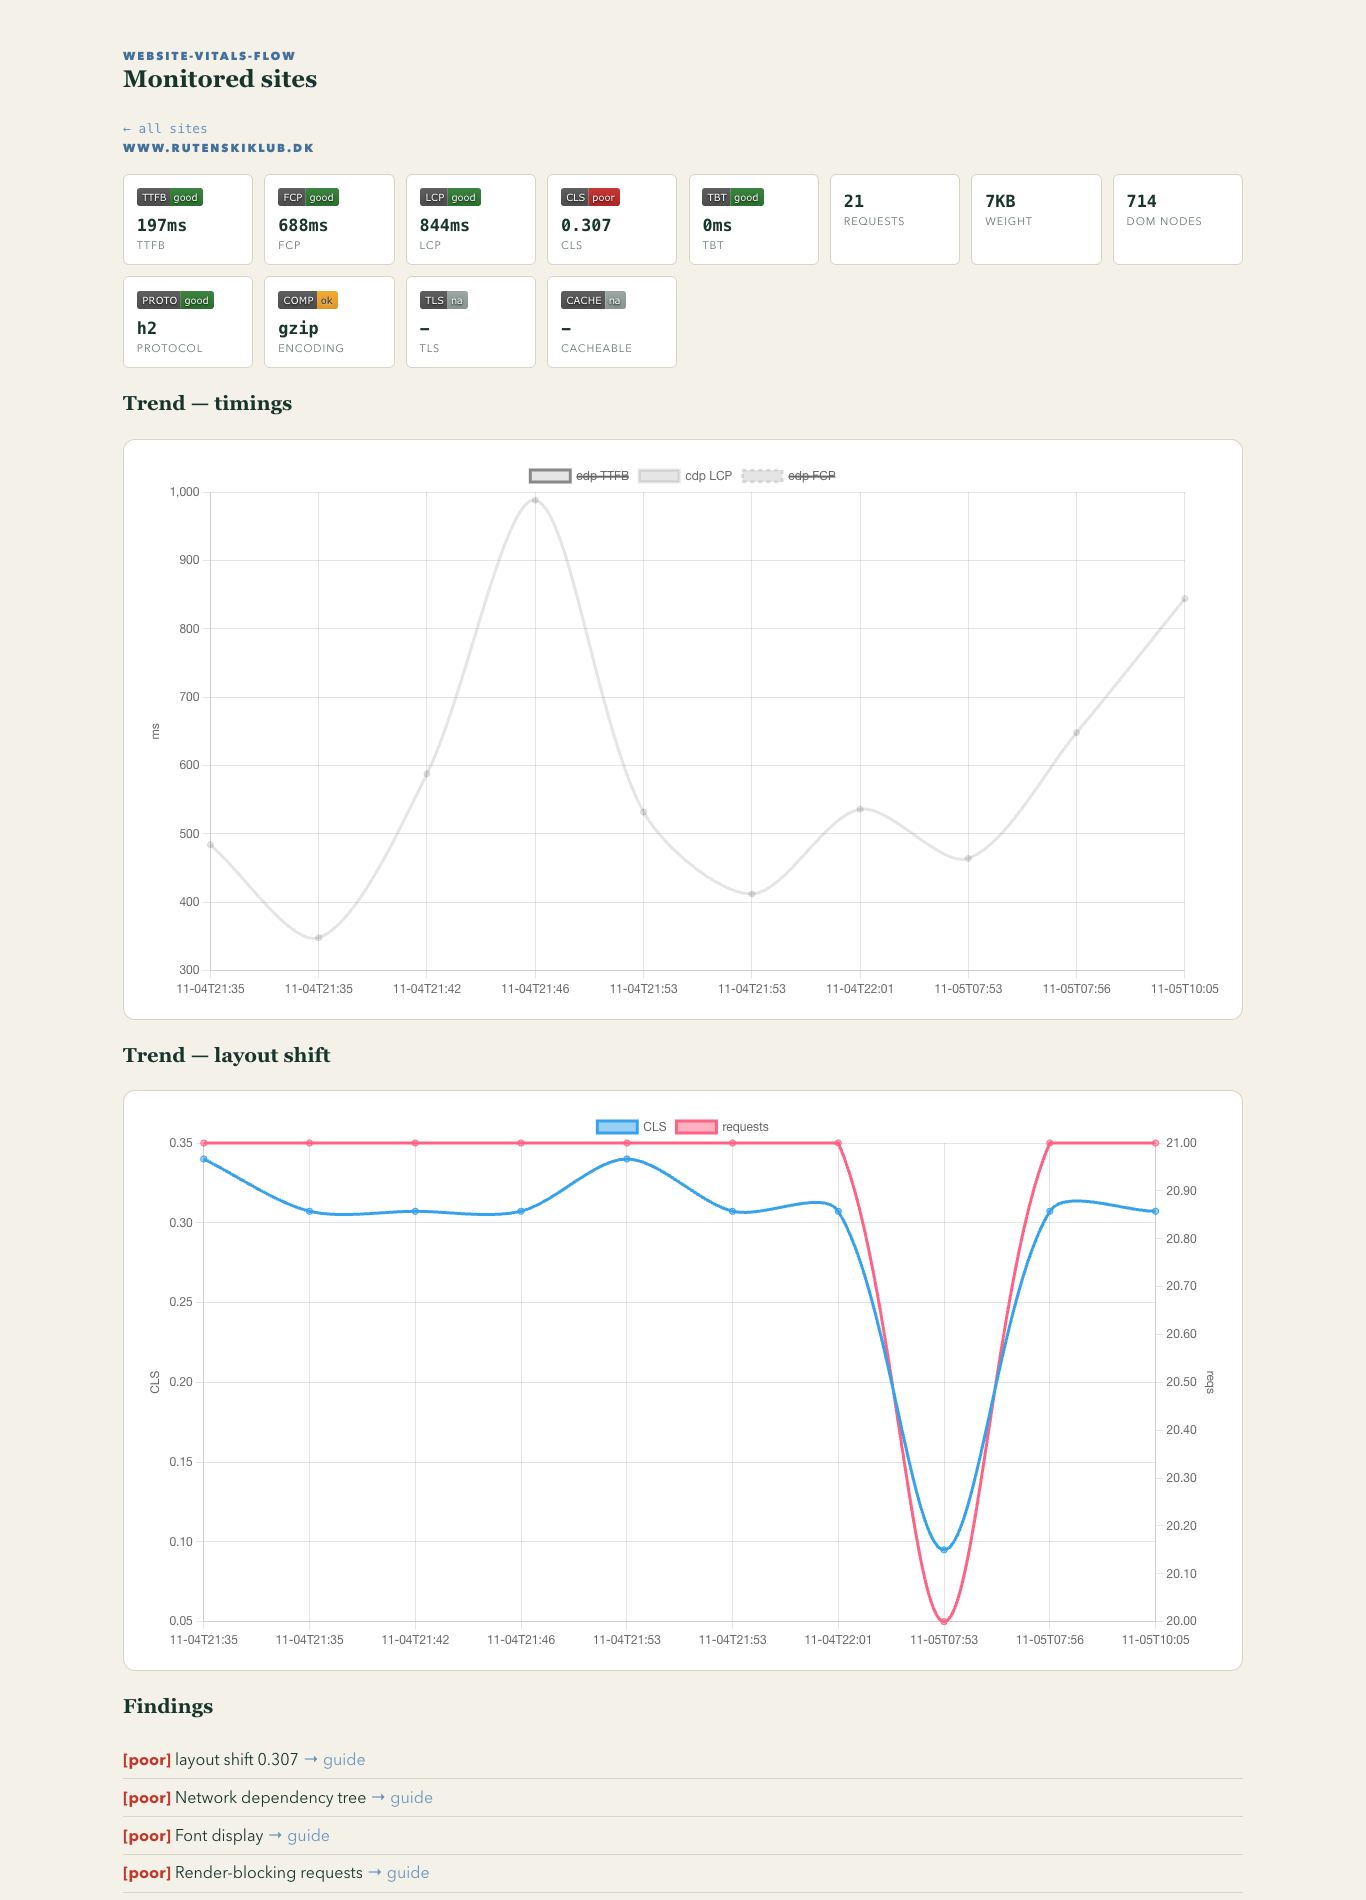 WEBSITE-VITALS-FLOW
Monitored sites
← all sites
WWW.RUTENSKIKLUB.DK
TTFB good
197ms
TTFB
FCP good
688ms
FCP
LCP good
844ms
LCP
CLS poor
0.307
CLS
TBT good
0ms
TBT
21
REQUESTS
7KB
WEIGHT
714
DOM NODES
PROTO good
h2
PROTOCOL
COMP ok
gzip
ENCODING
TLS na
–
TLS
CACHE na
–
CACHEABLE
Trend — timings
cdp TTFB cdp LCP cdp FCP
1,000
900
800
700
600
500
400
300
ms
11-04T21:35 11-04T21:35 11-04T21:42 11-04T21:46 11-04T21:53 11-04T21:53 11-04T22:01 11-05T07:53 11-05T07:56 11-05T10:05
Trend — layout shift
CLS requests
0.35
0.30
0.25
0.20
0.15
0.10
0.05
CLS
21.00
20.90
20.80
20.70
20.60
20.50
20.40
20.30
20.20
20.10
20.00
reqs
11-04T21:35 11-04T21:35 11-04T21:42 11-04T21:46 11-04T21:53 11-04T21:53 11-04T22:01 11-05T07:53 11-05T07:56 11-05T10:05
Findings
[poor] layout shift 0.307 → guide
[poor] Network dependency tree → guide
[poor] Font display → guide
[poor] Render-blocking requests → guide